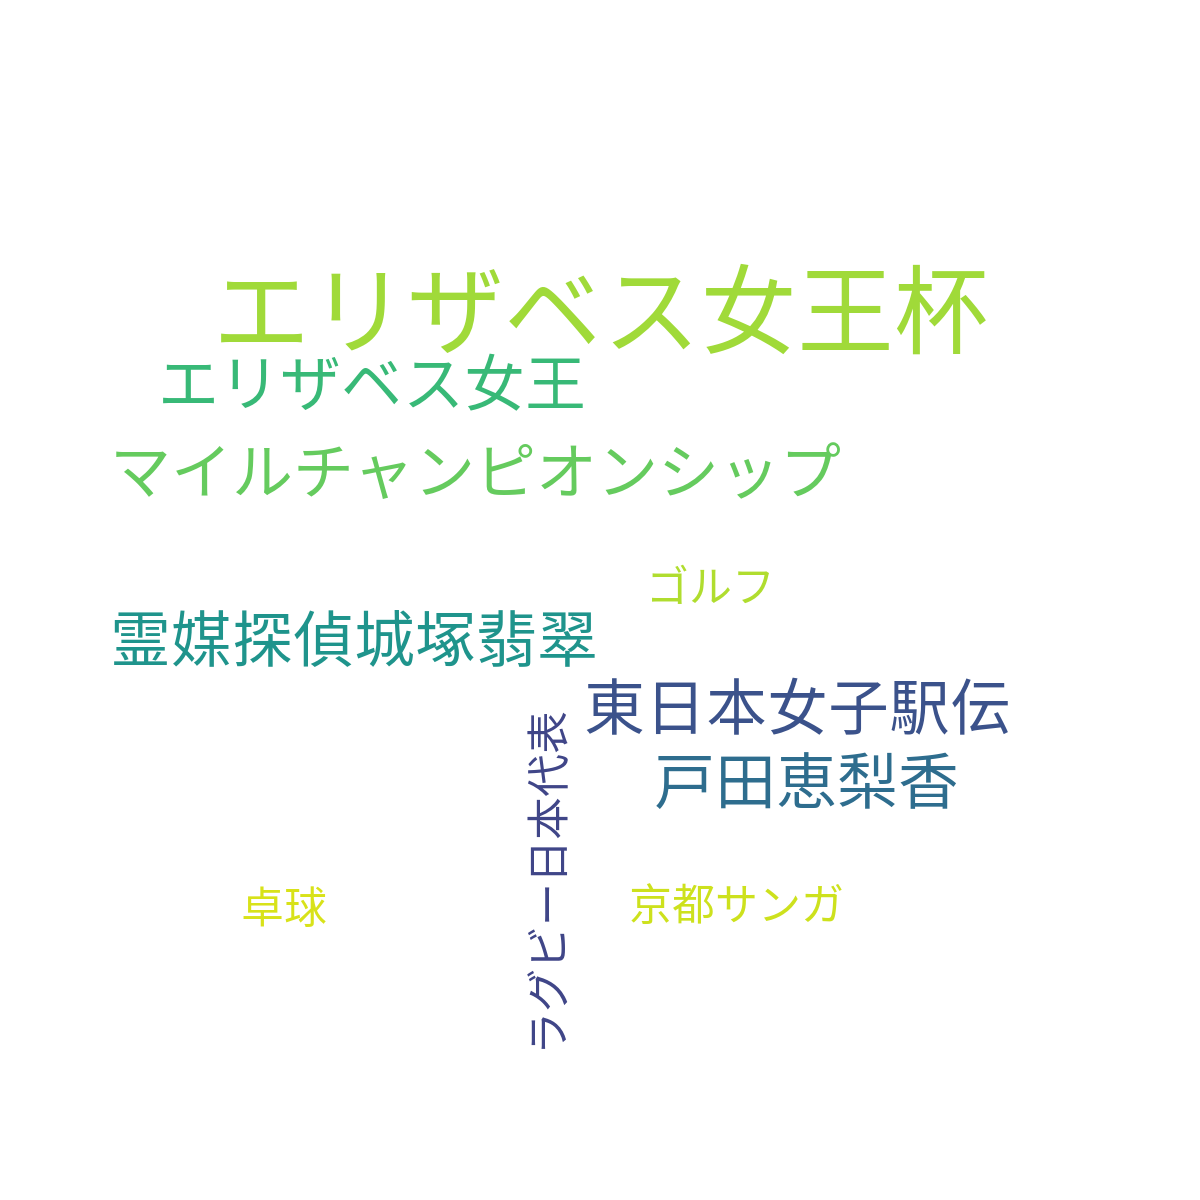 エリザベス女王杯
エリザベス女王
マイルチャンピオンシップ
ゴルフ
霊媒探偵城塚翡翠
東日本女子駅伝
戸田恵梨香
ラグビー日本代表
卓球
京都サンガ